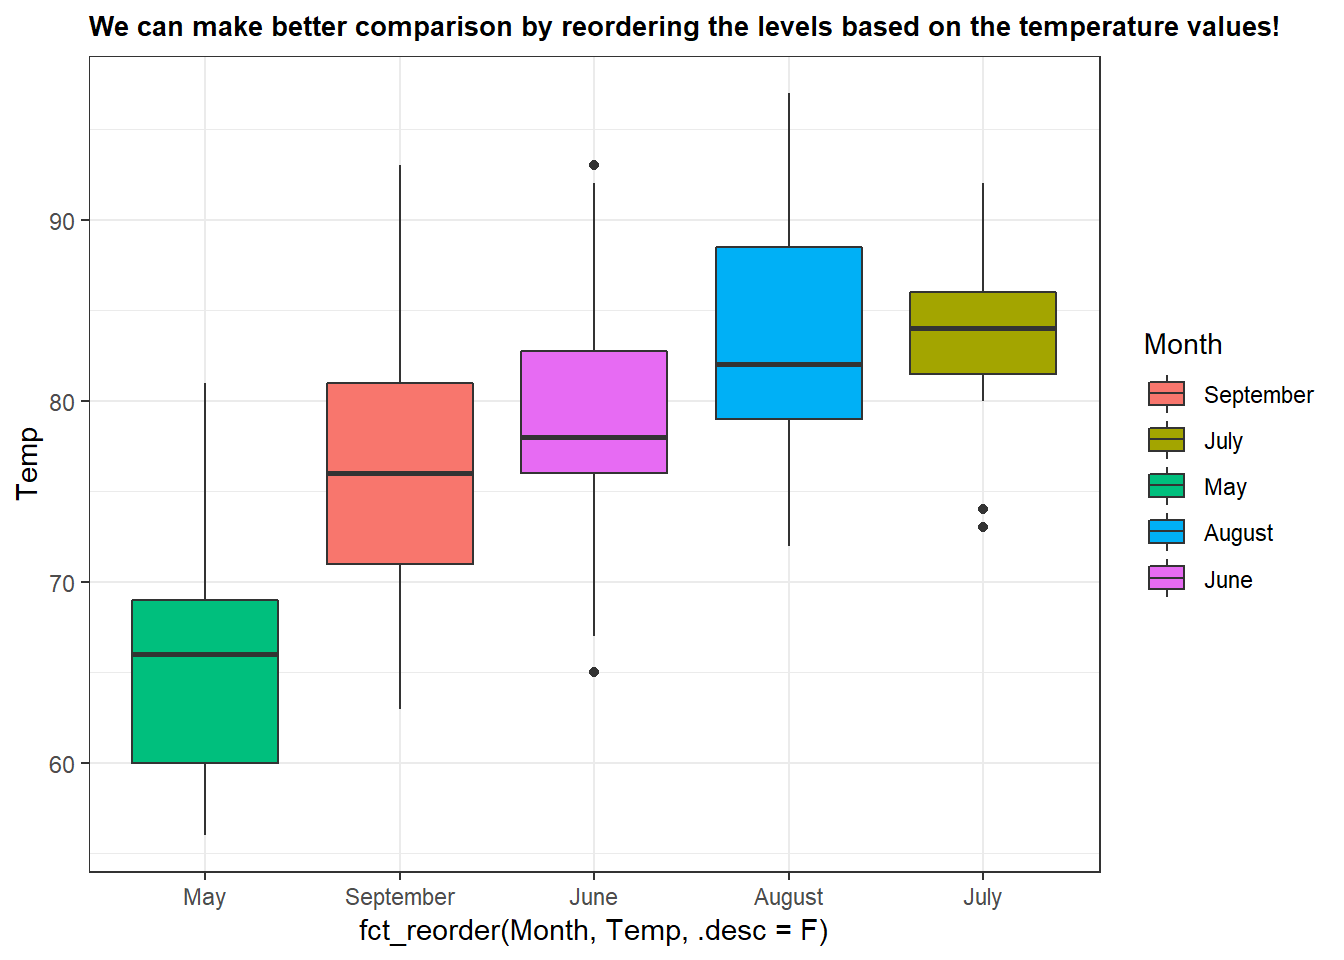 We can make better comparison by reordering the levels based on the temperature values!
Temp
90
80
70
60
May
September
June
August
July
fct_reorder(Month, Temp, .desc = F)
Month
September
July
May
August
June